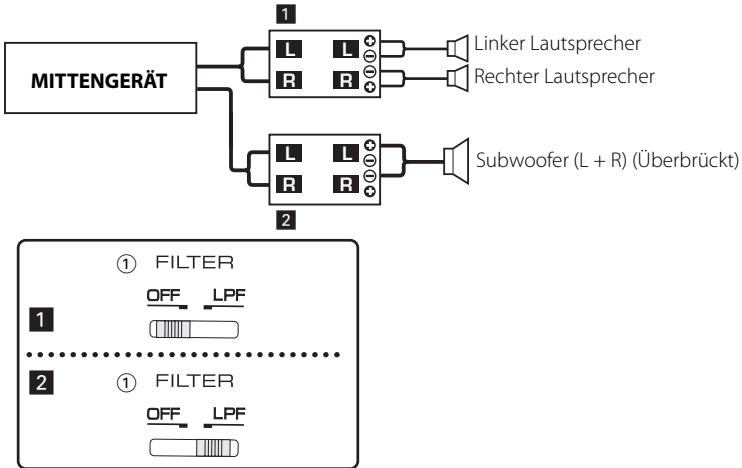 1
L L ⊕ Linker Lautsprecher
⊖
MITTENGERÄT
⊖
R R ⊕ Rechter Lautsprecher
L L ⊕
⊖
Subwoofer (L + R) (Überbrückt)
⊖
R R ⊕
2
① FILTER
OFF LPF
1
2 ① FILTER
OFF LPF